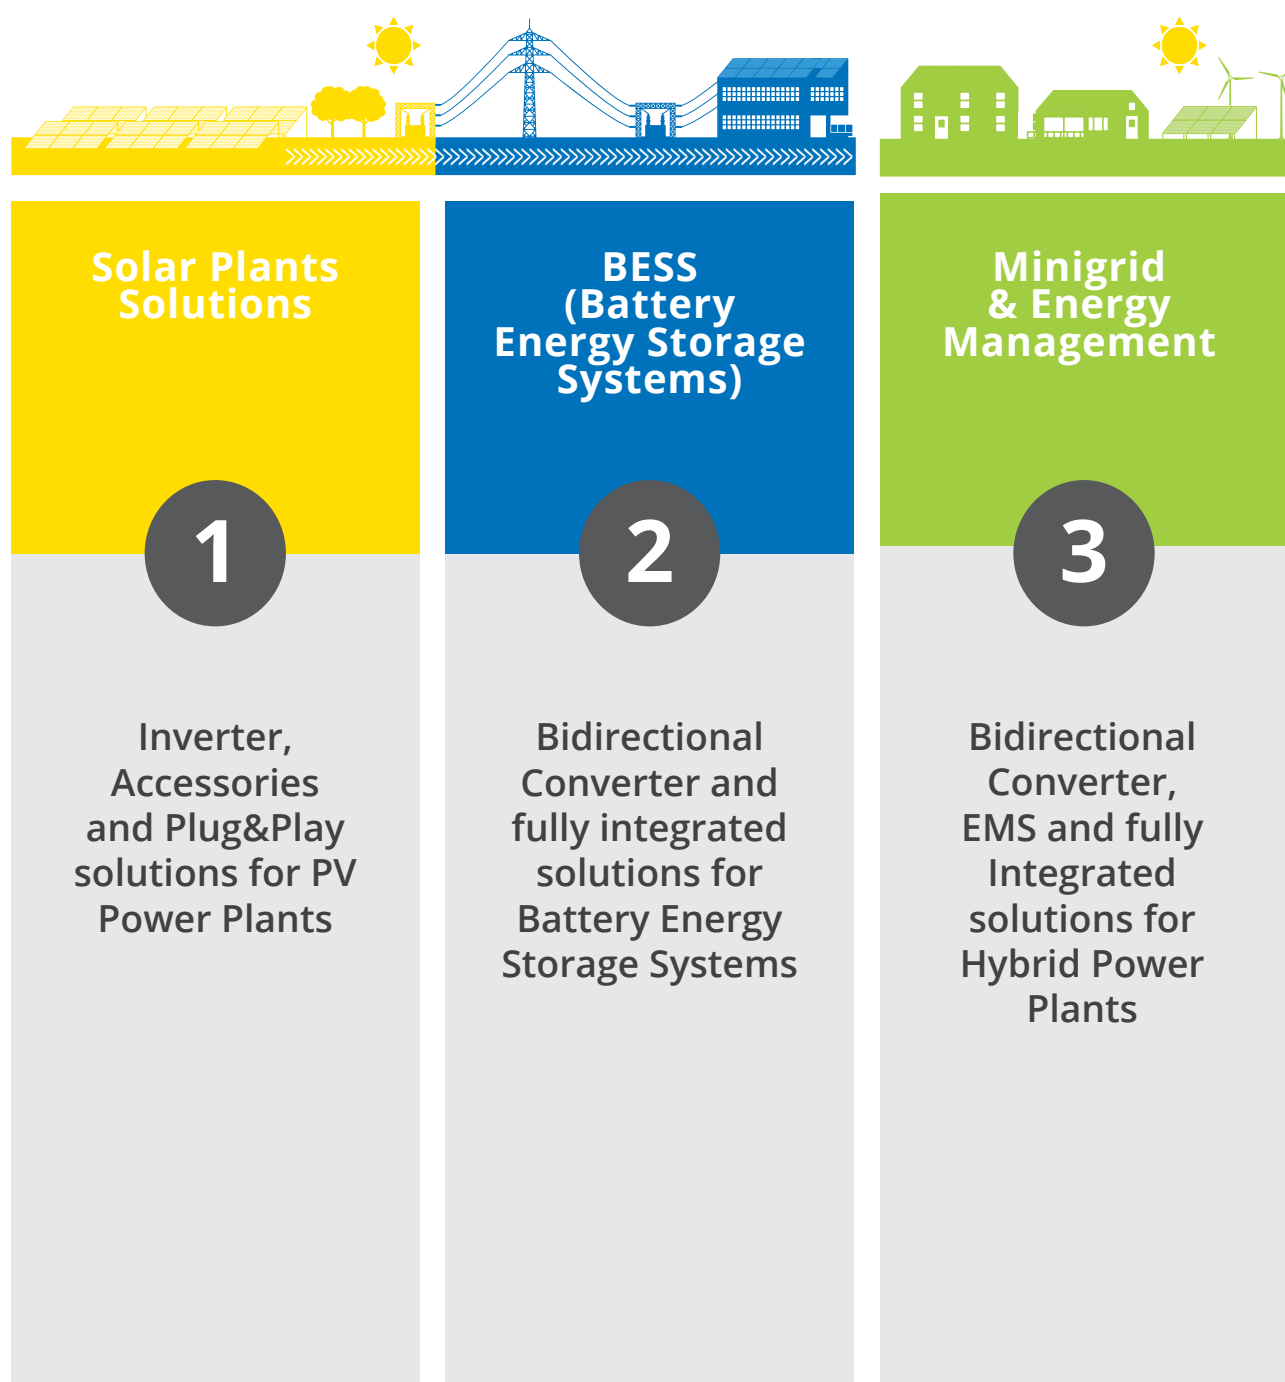 Solar Plants
Solutions
1
Inverter,
Accessories
and Plug&Play
solutions for PV
Power Plants
BESS
(Battery
Energy Storage
Systems)
2
Bidirectional
Converter and
fully integrated
solutions for
Battery Energy
Storage Systems
Minigrid
& Energy
Management
3
Bidirectional
Converter,
EMS and fully
Integrated
solutions for
Hybrid Power
Plants